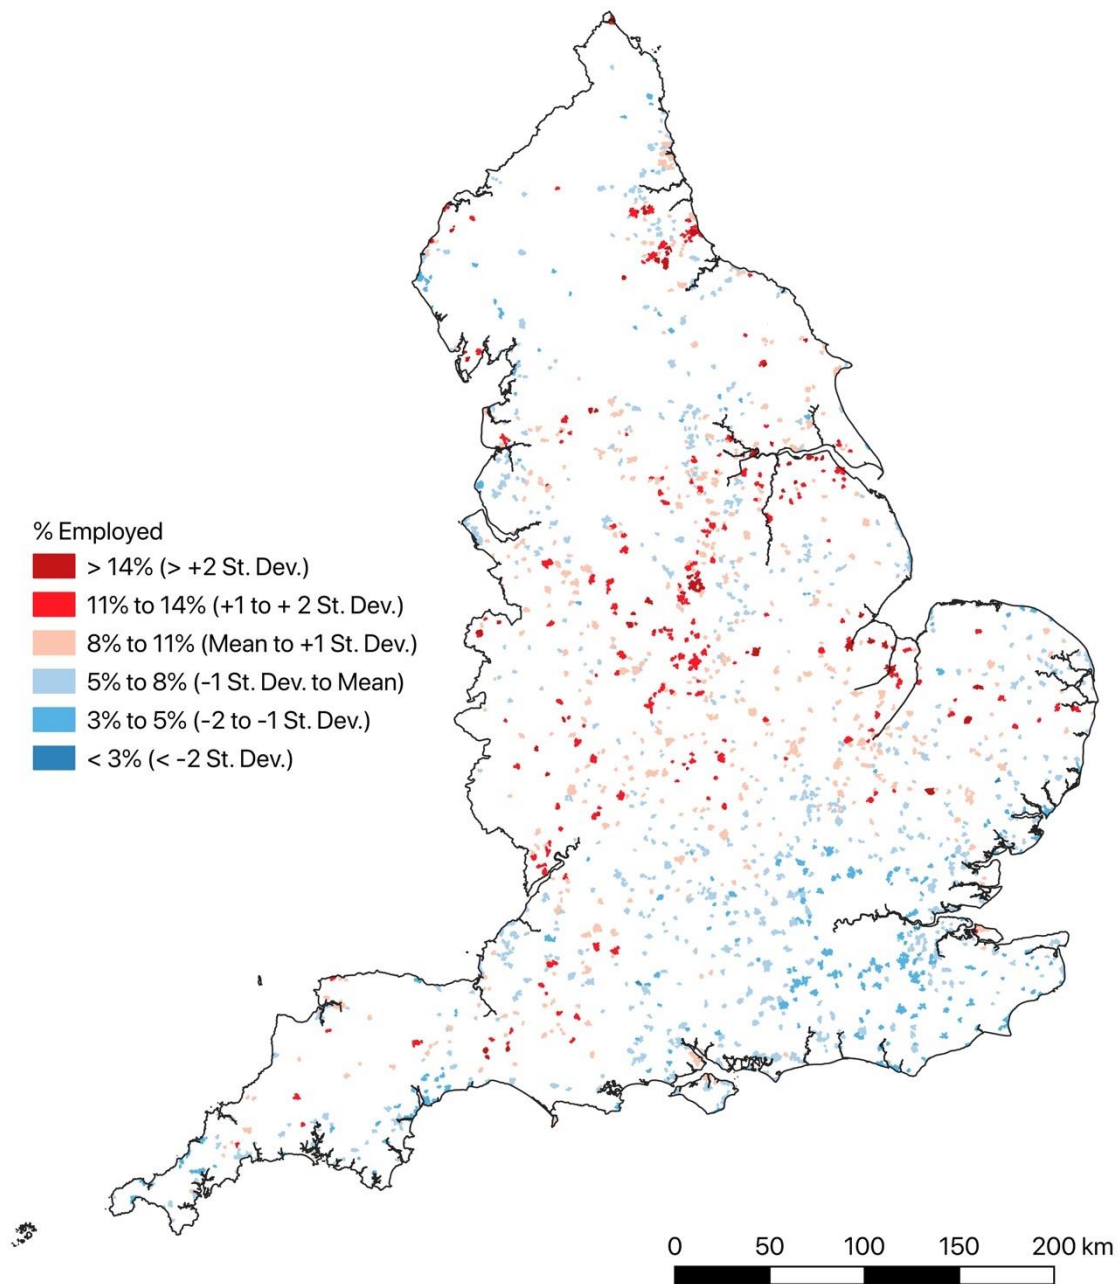 % Employed
> 14% (> +2 St. Dev.)
11% to 14% (+1 to + 2 St. Dev.)
8% to 11% (Mean to +1 St. Dev.)
5% to 8% (-1 St. Dev. to Mean)
3% to 5% (-2 to -1 St. Dev.)
< 3% (< -2 St. Dev.)
0 50 100 150 200 km